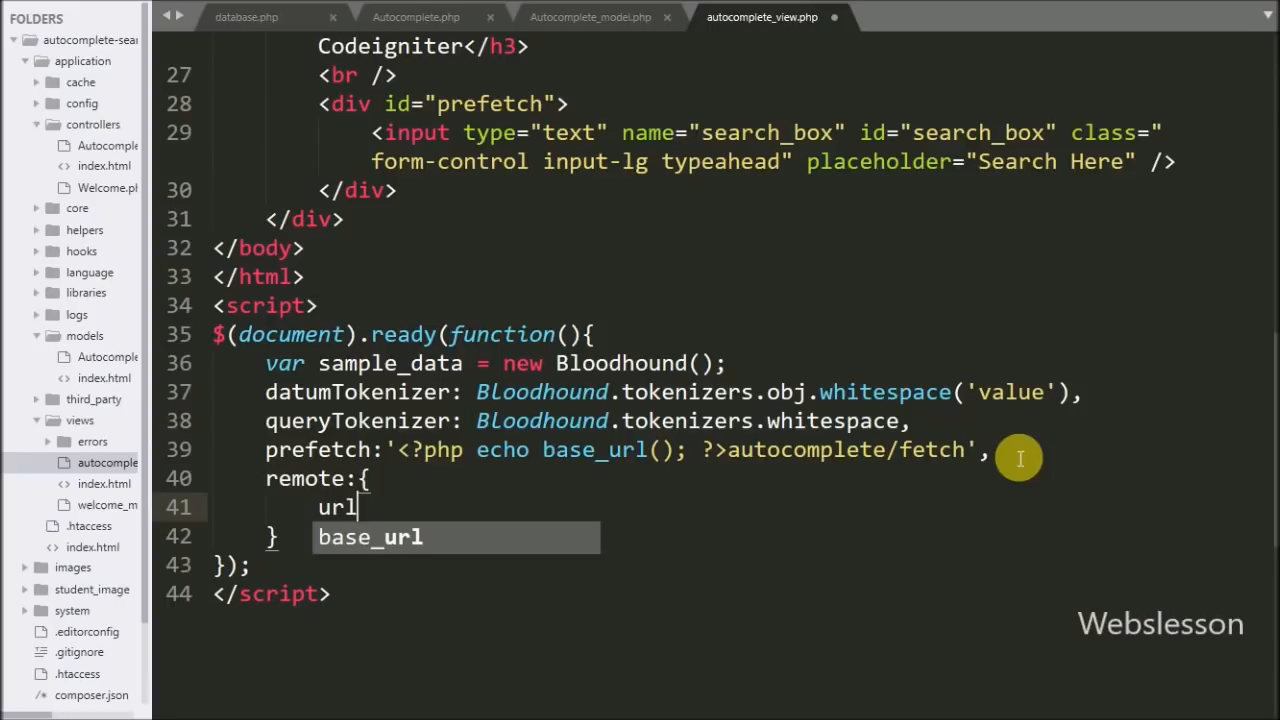 FOLDERS
autocomplete-sear
application
cache
config
controllers
Autocomple
index.html
Welcome.ph
core
helpers
hooks
language
libraries
logs
models
Autocomple
index.html
third_party
views
errors
autocomple
index.html
welcome_m
.htaccess
index.html
images
student_image
system
.editorconfig
.gitignore
.htaccess
composer.json
database.php
Autocomplete.php
Autocomplete_model.php
autocomplete_view.php
Codeigniter</h3>
27 <br />
28 <div id="prefetch">
29 <input type="text" name="search_box" id="search_box" class="
form-control input-lg typeahead" placeholder="Search Here" />
30 </div>
31 </div>
32 </body>
33 </html>
34 <script>
35 $(document).ready(function(){
36 var sample_data = new Bloodhound();
37 datumTokenizer: Bloodhound.tokenizers.obj.whitespace('value'),
38 queryTokenizer: Bloodhound.tokenizers.whitespace,
39 prefetch:'<?php echo base_url(); ?>autocomplete/fetch',
40 remote:{
41 url
base_url
42 }
43 });
44 </script>
Webslesson